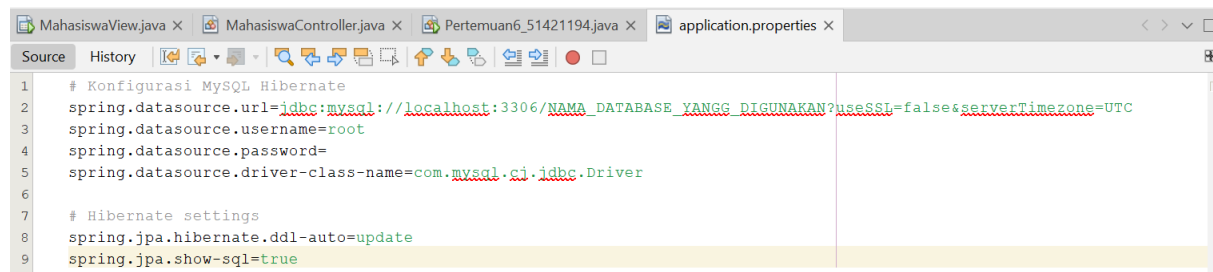 MahasiswaView.java × MahasiswaController.java × Pertemuan6_51421194.java × application.properties ×
Source History
1 # Konfigurasi MySQL Hibernate
2 spring.datasource.url=jdbc:mysql://localhost:3306/NAMA_DATABASE_YANGG_DIGUNAKAN?useSSL=false&serverTimezone=UTC
3 spring.datasource.username=root
4 spring.datasource.password=
5 spring.datasource.driver-class-name=com.mysql.cj.jdbc.Driver
6
7 # Hibernate settings
8 spring.jpa.hibernate.ddl-auto=update
9 spring.jpa.show-sql=true